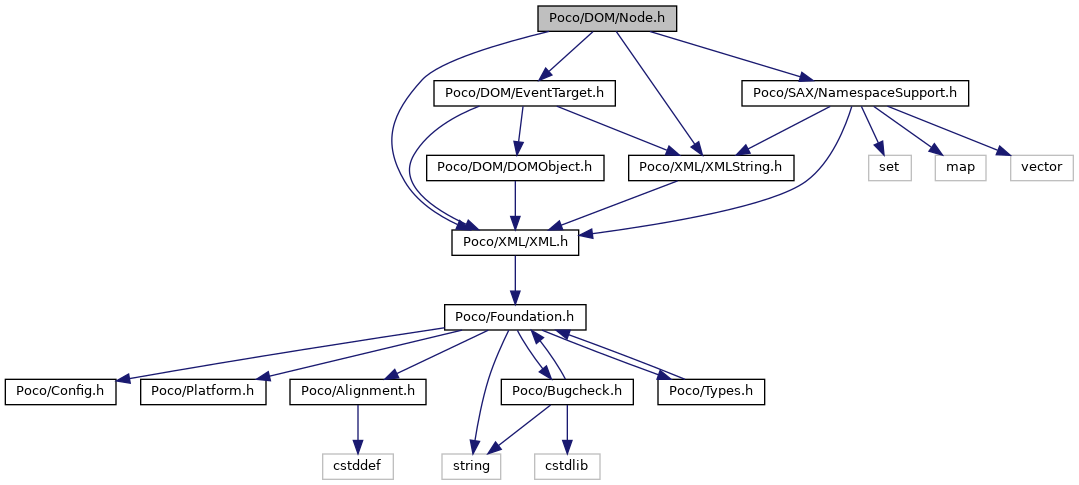 Poco/DOM/Node.h
Poco/DOM/EventTarget.h
Poco/SAX/NamespaceSupport.h
Poco/DOM/DOMObject.h
Poco/XML/XMLString.h
set
map
vector
Poco/XML/XML.h
Poco/Foundation.h
Poco/Config.h
Poco/Platform.h
Poco/Alignment.h
Poco/Bugcheck.h
Poco/Types.h
cstddef
string
cstdlib